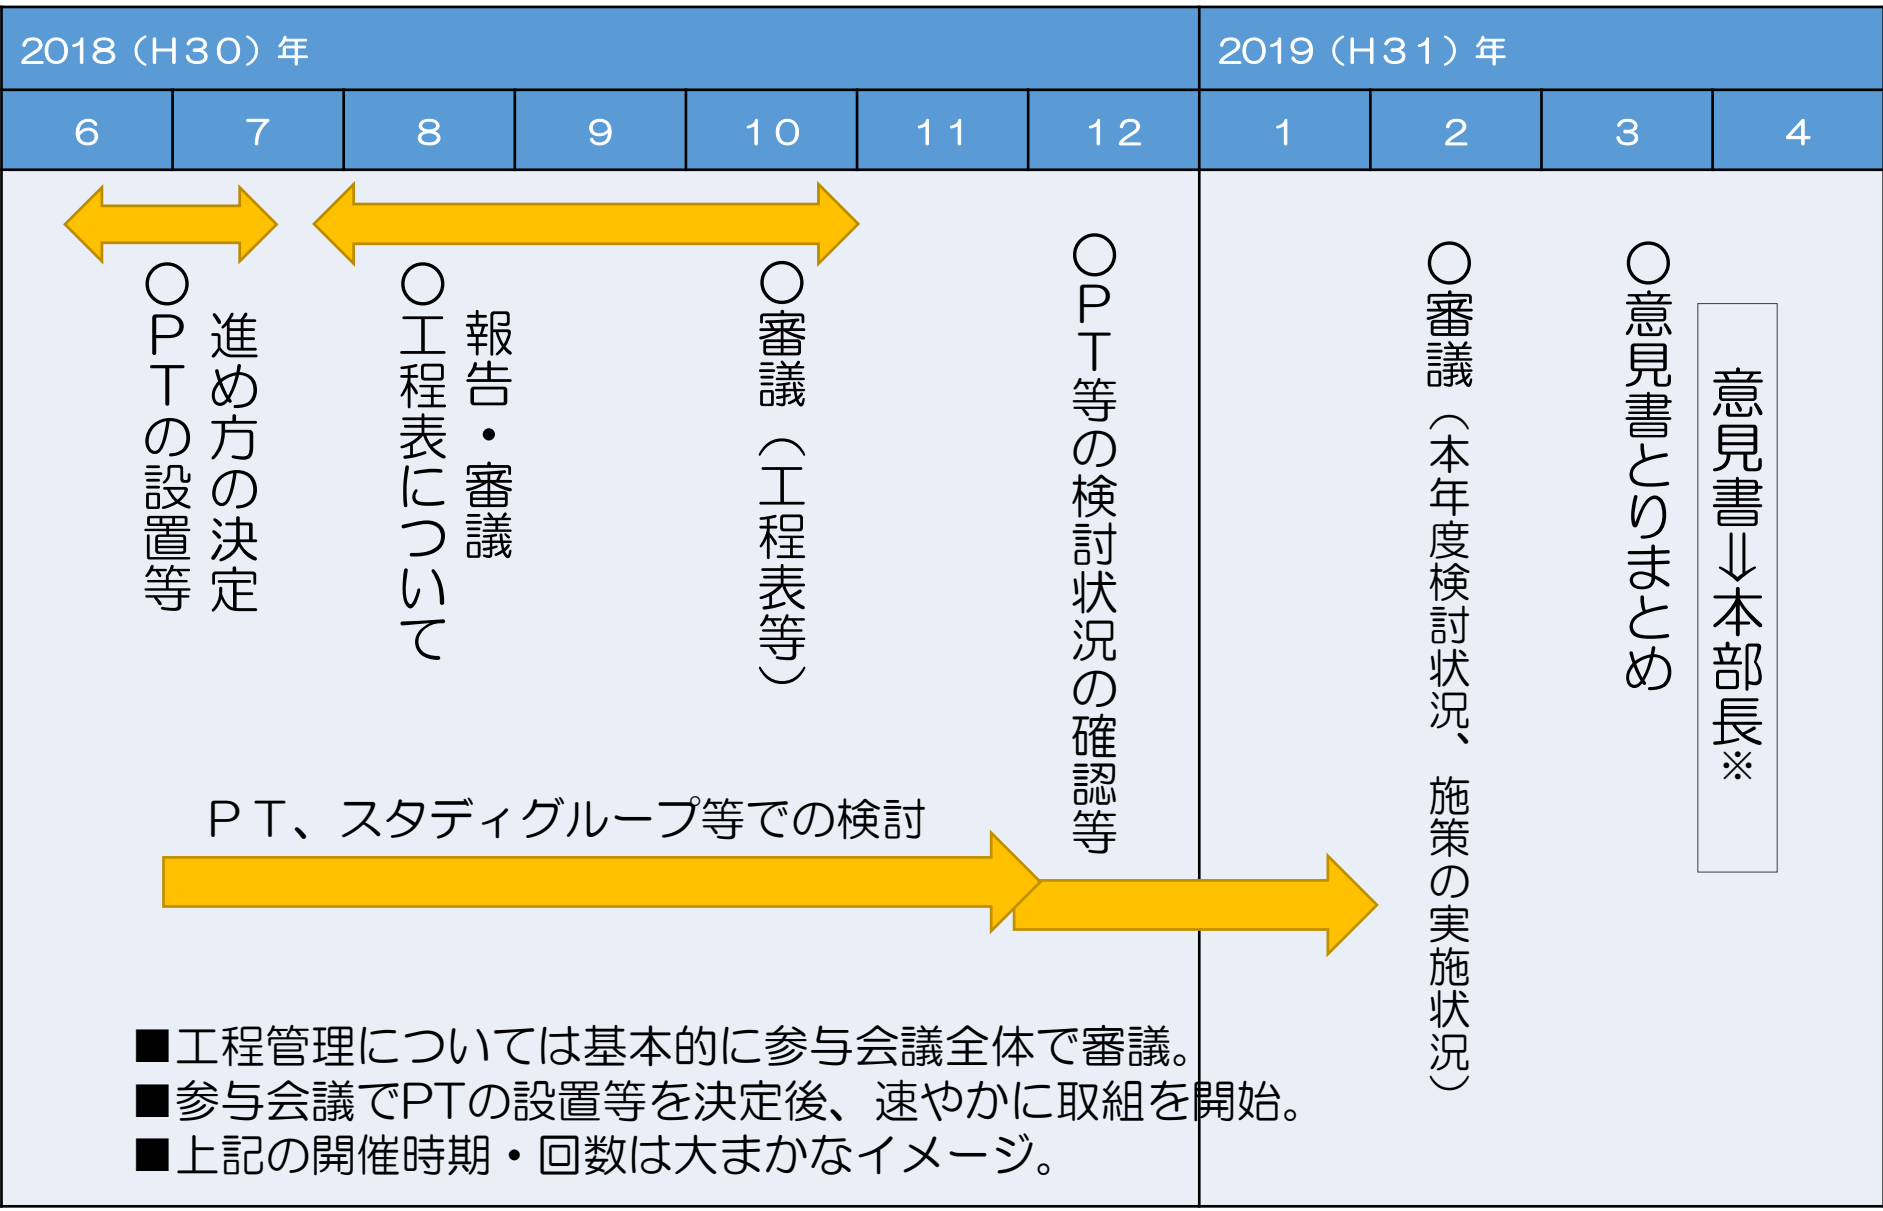 2018（H30）年
2019（H31）年
6 7 8 9 10 11 12 1 2 3 4
進め方の決定
○PTの設置等
報告・審議
○工程表について
○審議（工程表等）
○PT等の検討状況の確認等
○審議（本年度検討状況、施策の実施状況）
○意見書とりまとめ
意見書⇒本部長※
PT、スタディグループ等での検討
■工程管理については基本的に参与会議全体で審議。
■参与会議でPTの設置等を決定後、速やかに取組を開始。
■上記の開催時期・回数は大まかなイメージ。